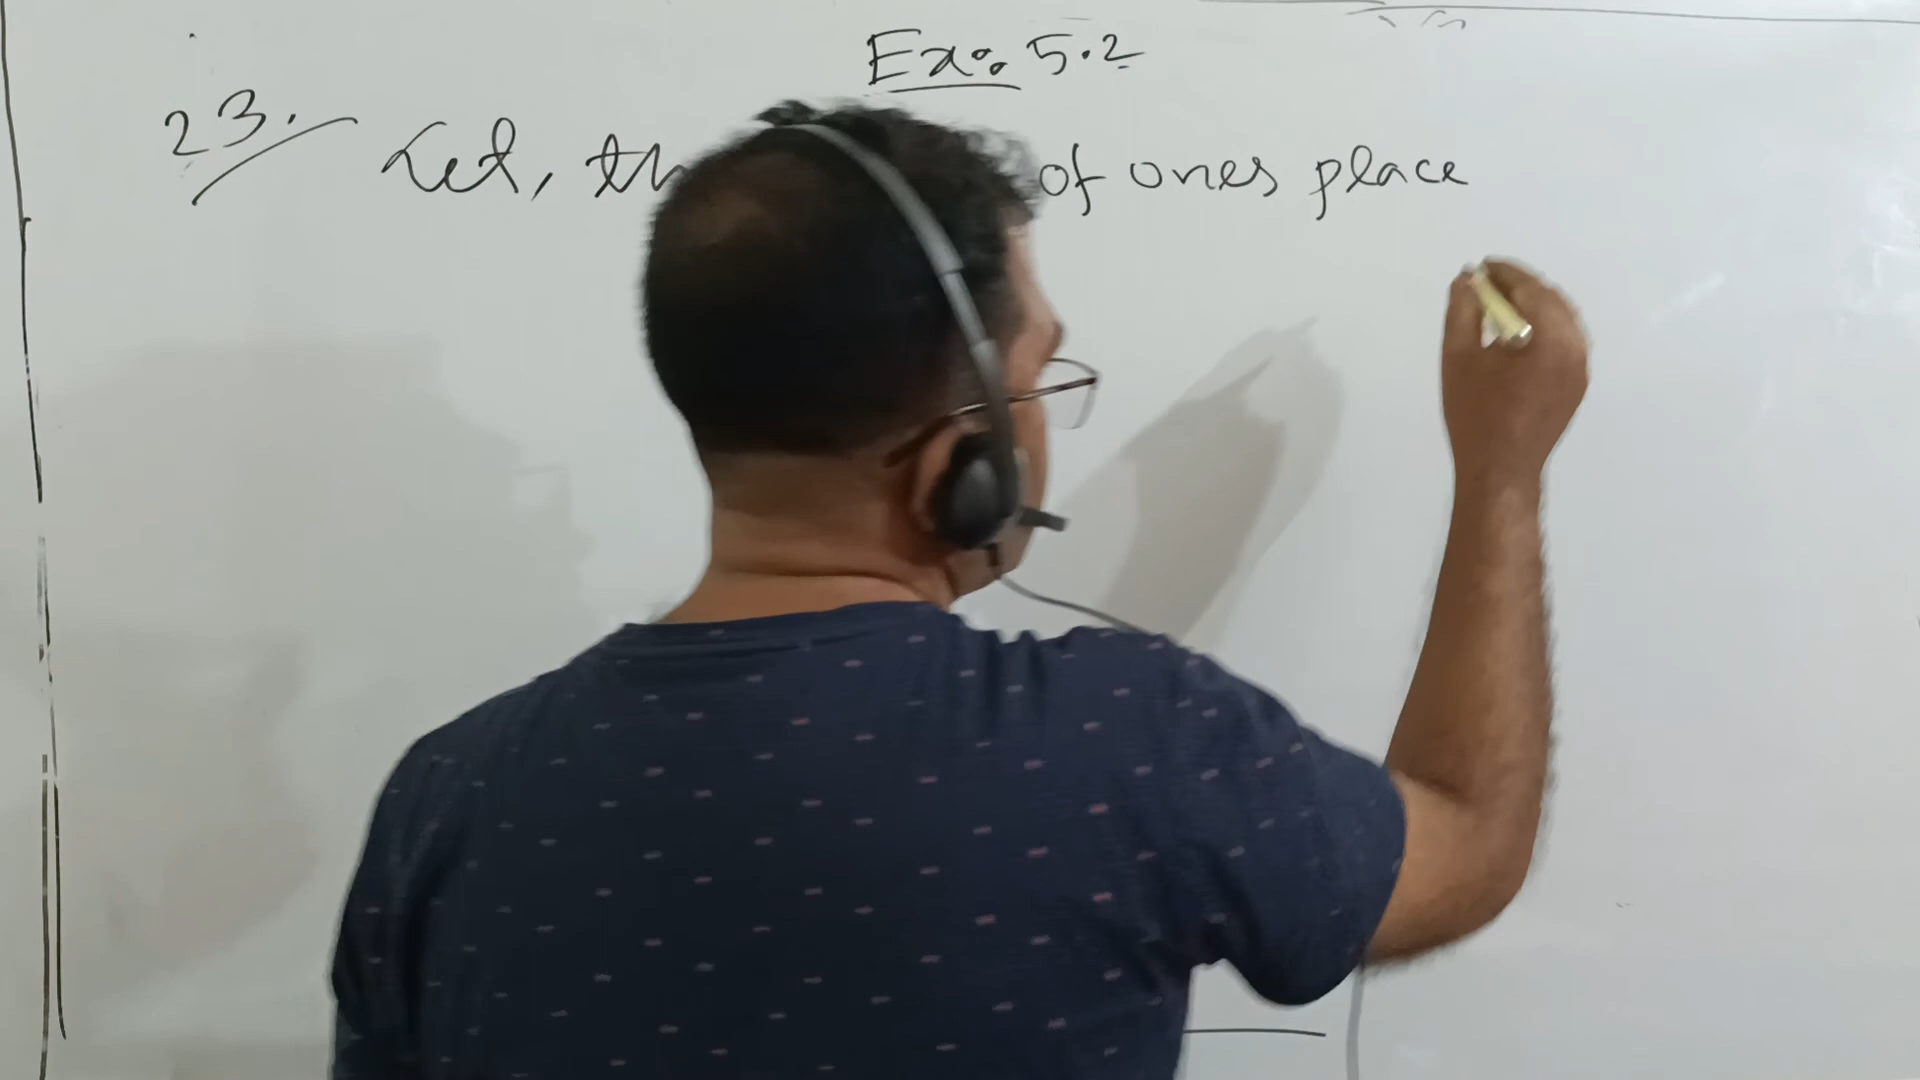 Ex: 5.2
23. Let, th of ones place